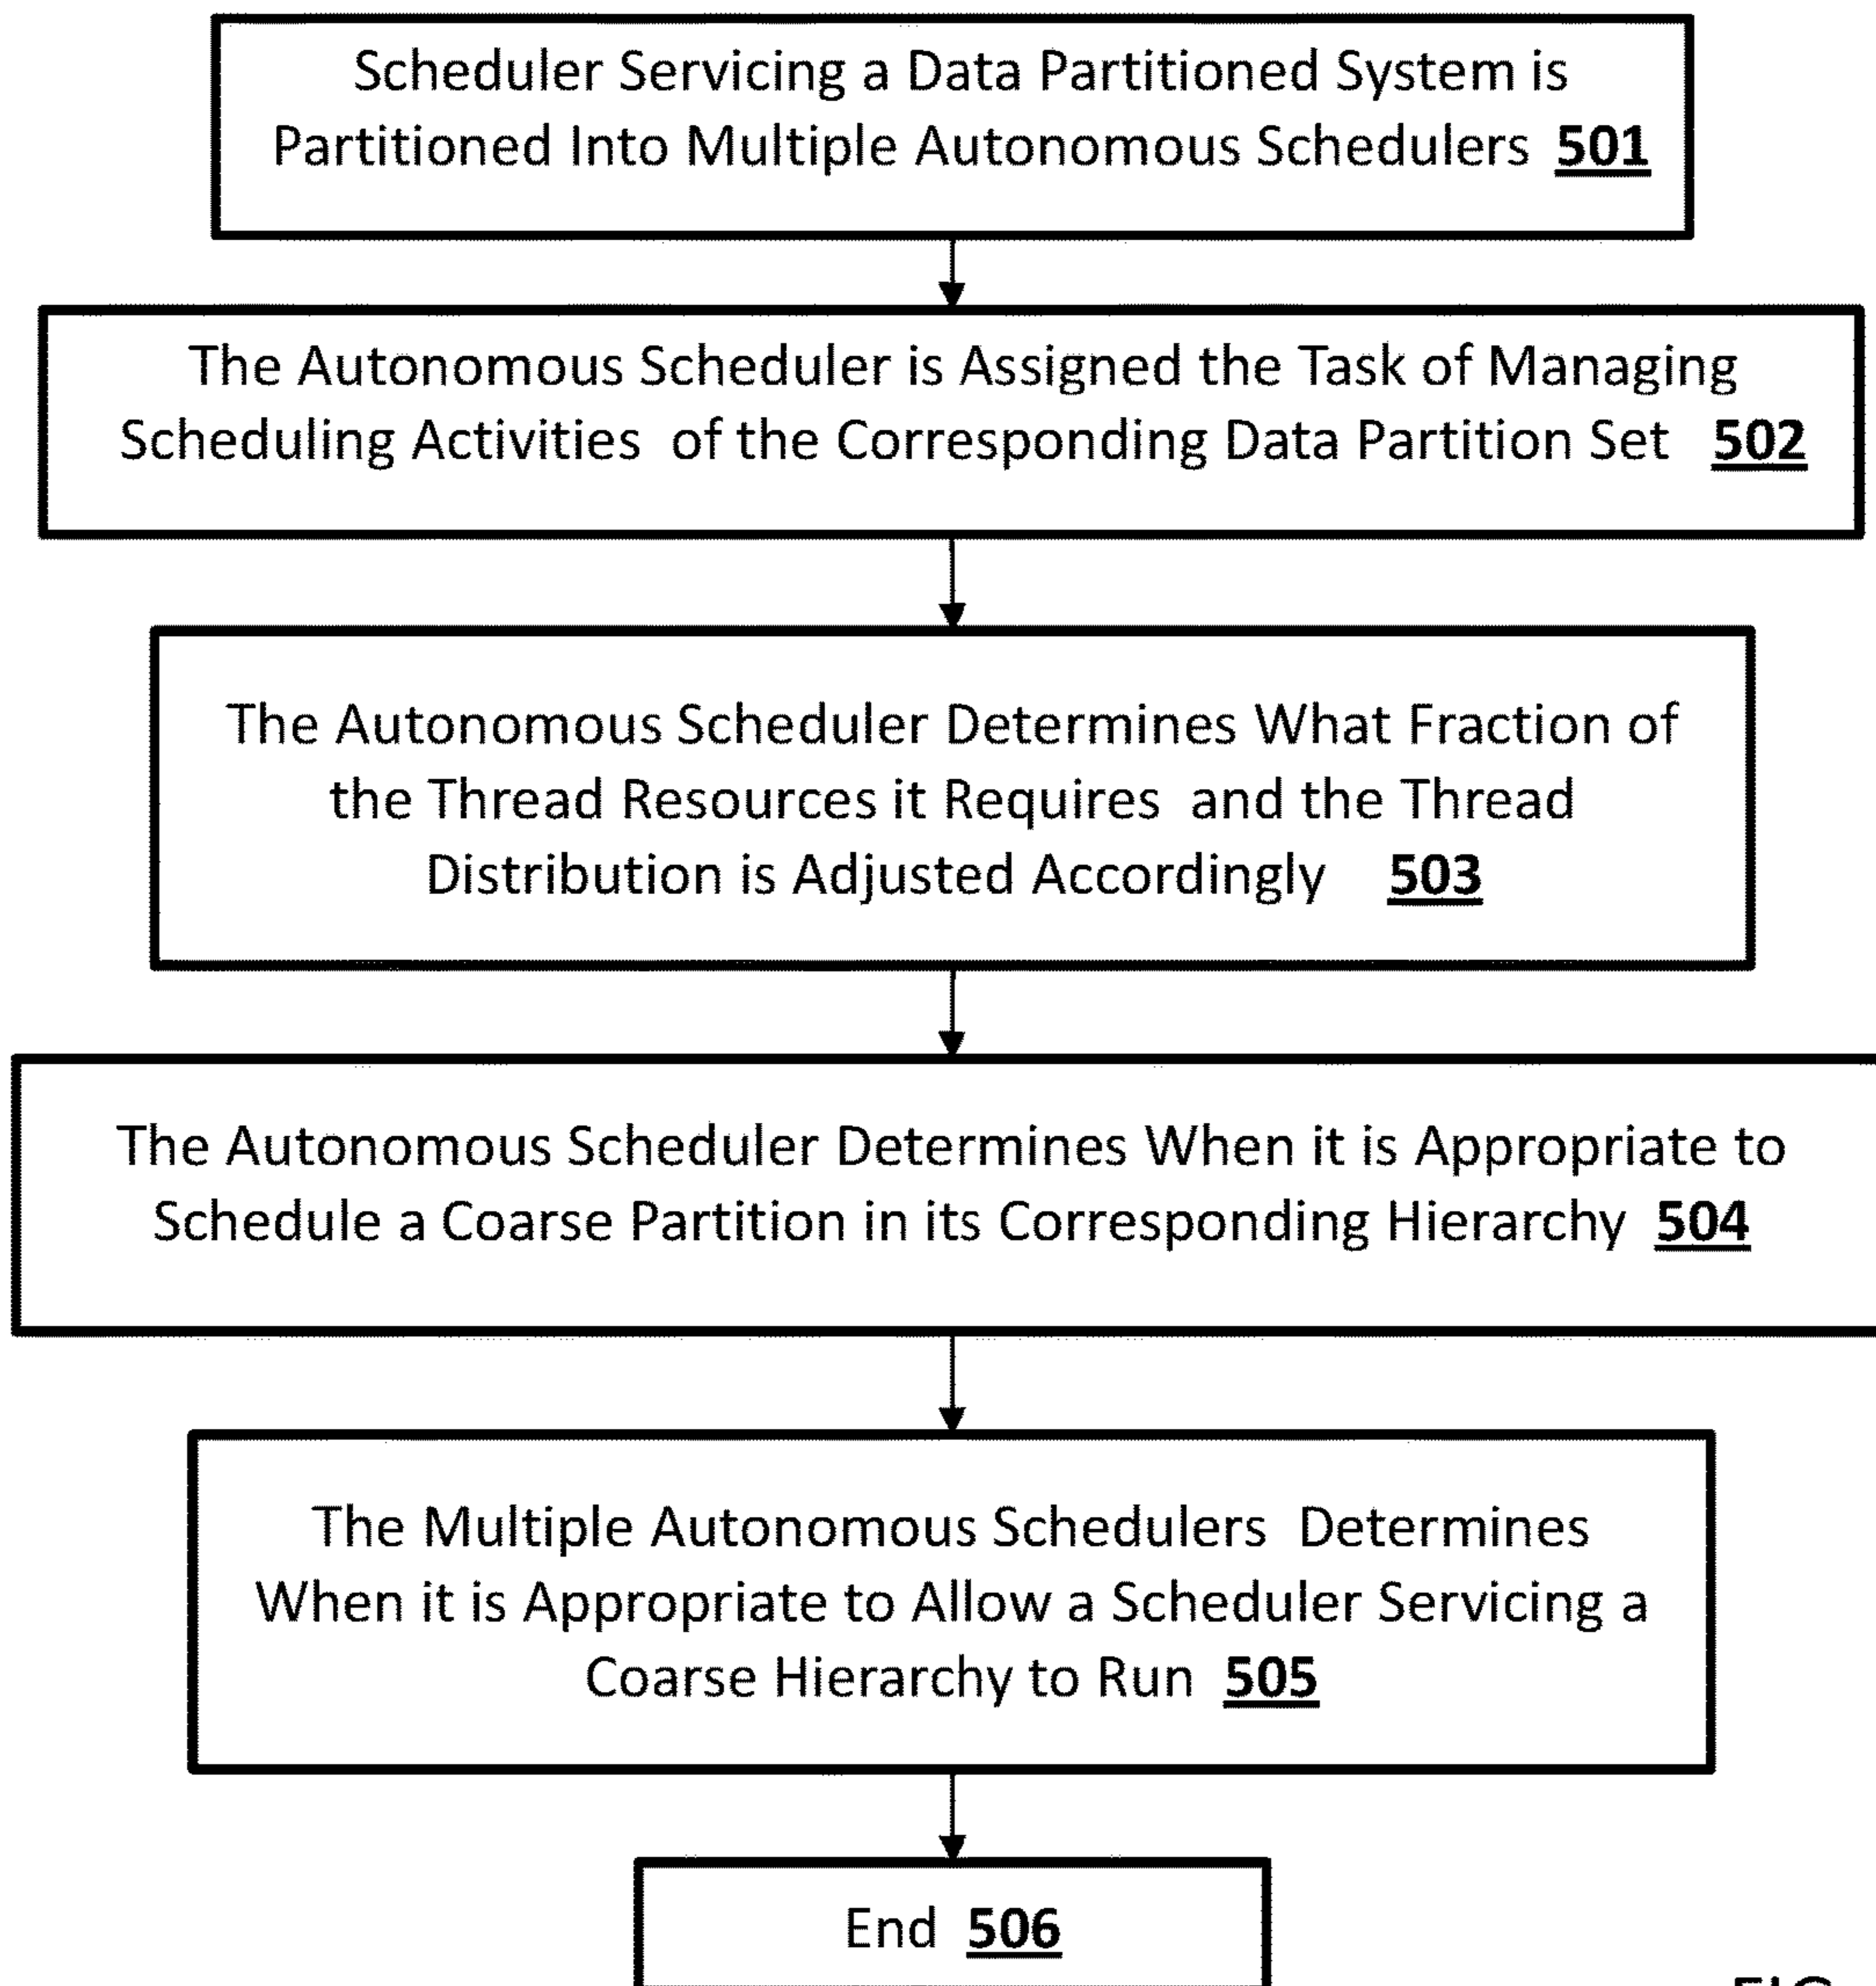 Scheduler Servicing a Data Partitioned System is
Partitioned Into Multiple Autonomous Schedulers 501
The Autonomous Scheduler is Assigned the Task of Managing
Scheduling Activities of the Corresponding Data Partition Set 502
The Autonomous Scheduler Determines What Fraction of
the Thread Resources it Requires and the Thread
Distribution is Adjusted Accordingly 503
The Autonomous Scheduler Determines When it is Appropriate to
Schedule a Coarse Partition in its Corresponding Hierarchy 504
The Multiple Autonomous Schedulers Determines
When it is Appropriate to Allow a Scheduler Servicing a
Coarse Hierarchy to Run 505
End 506